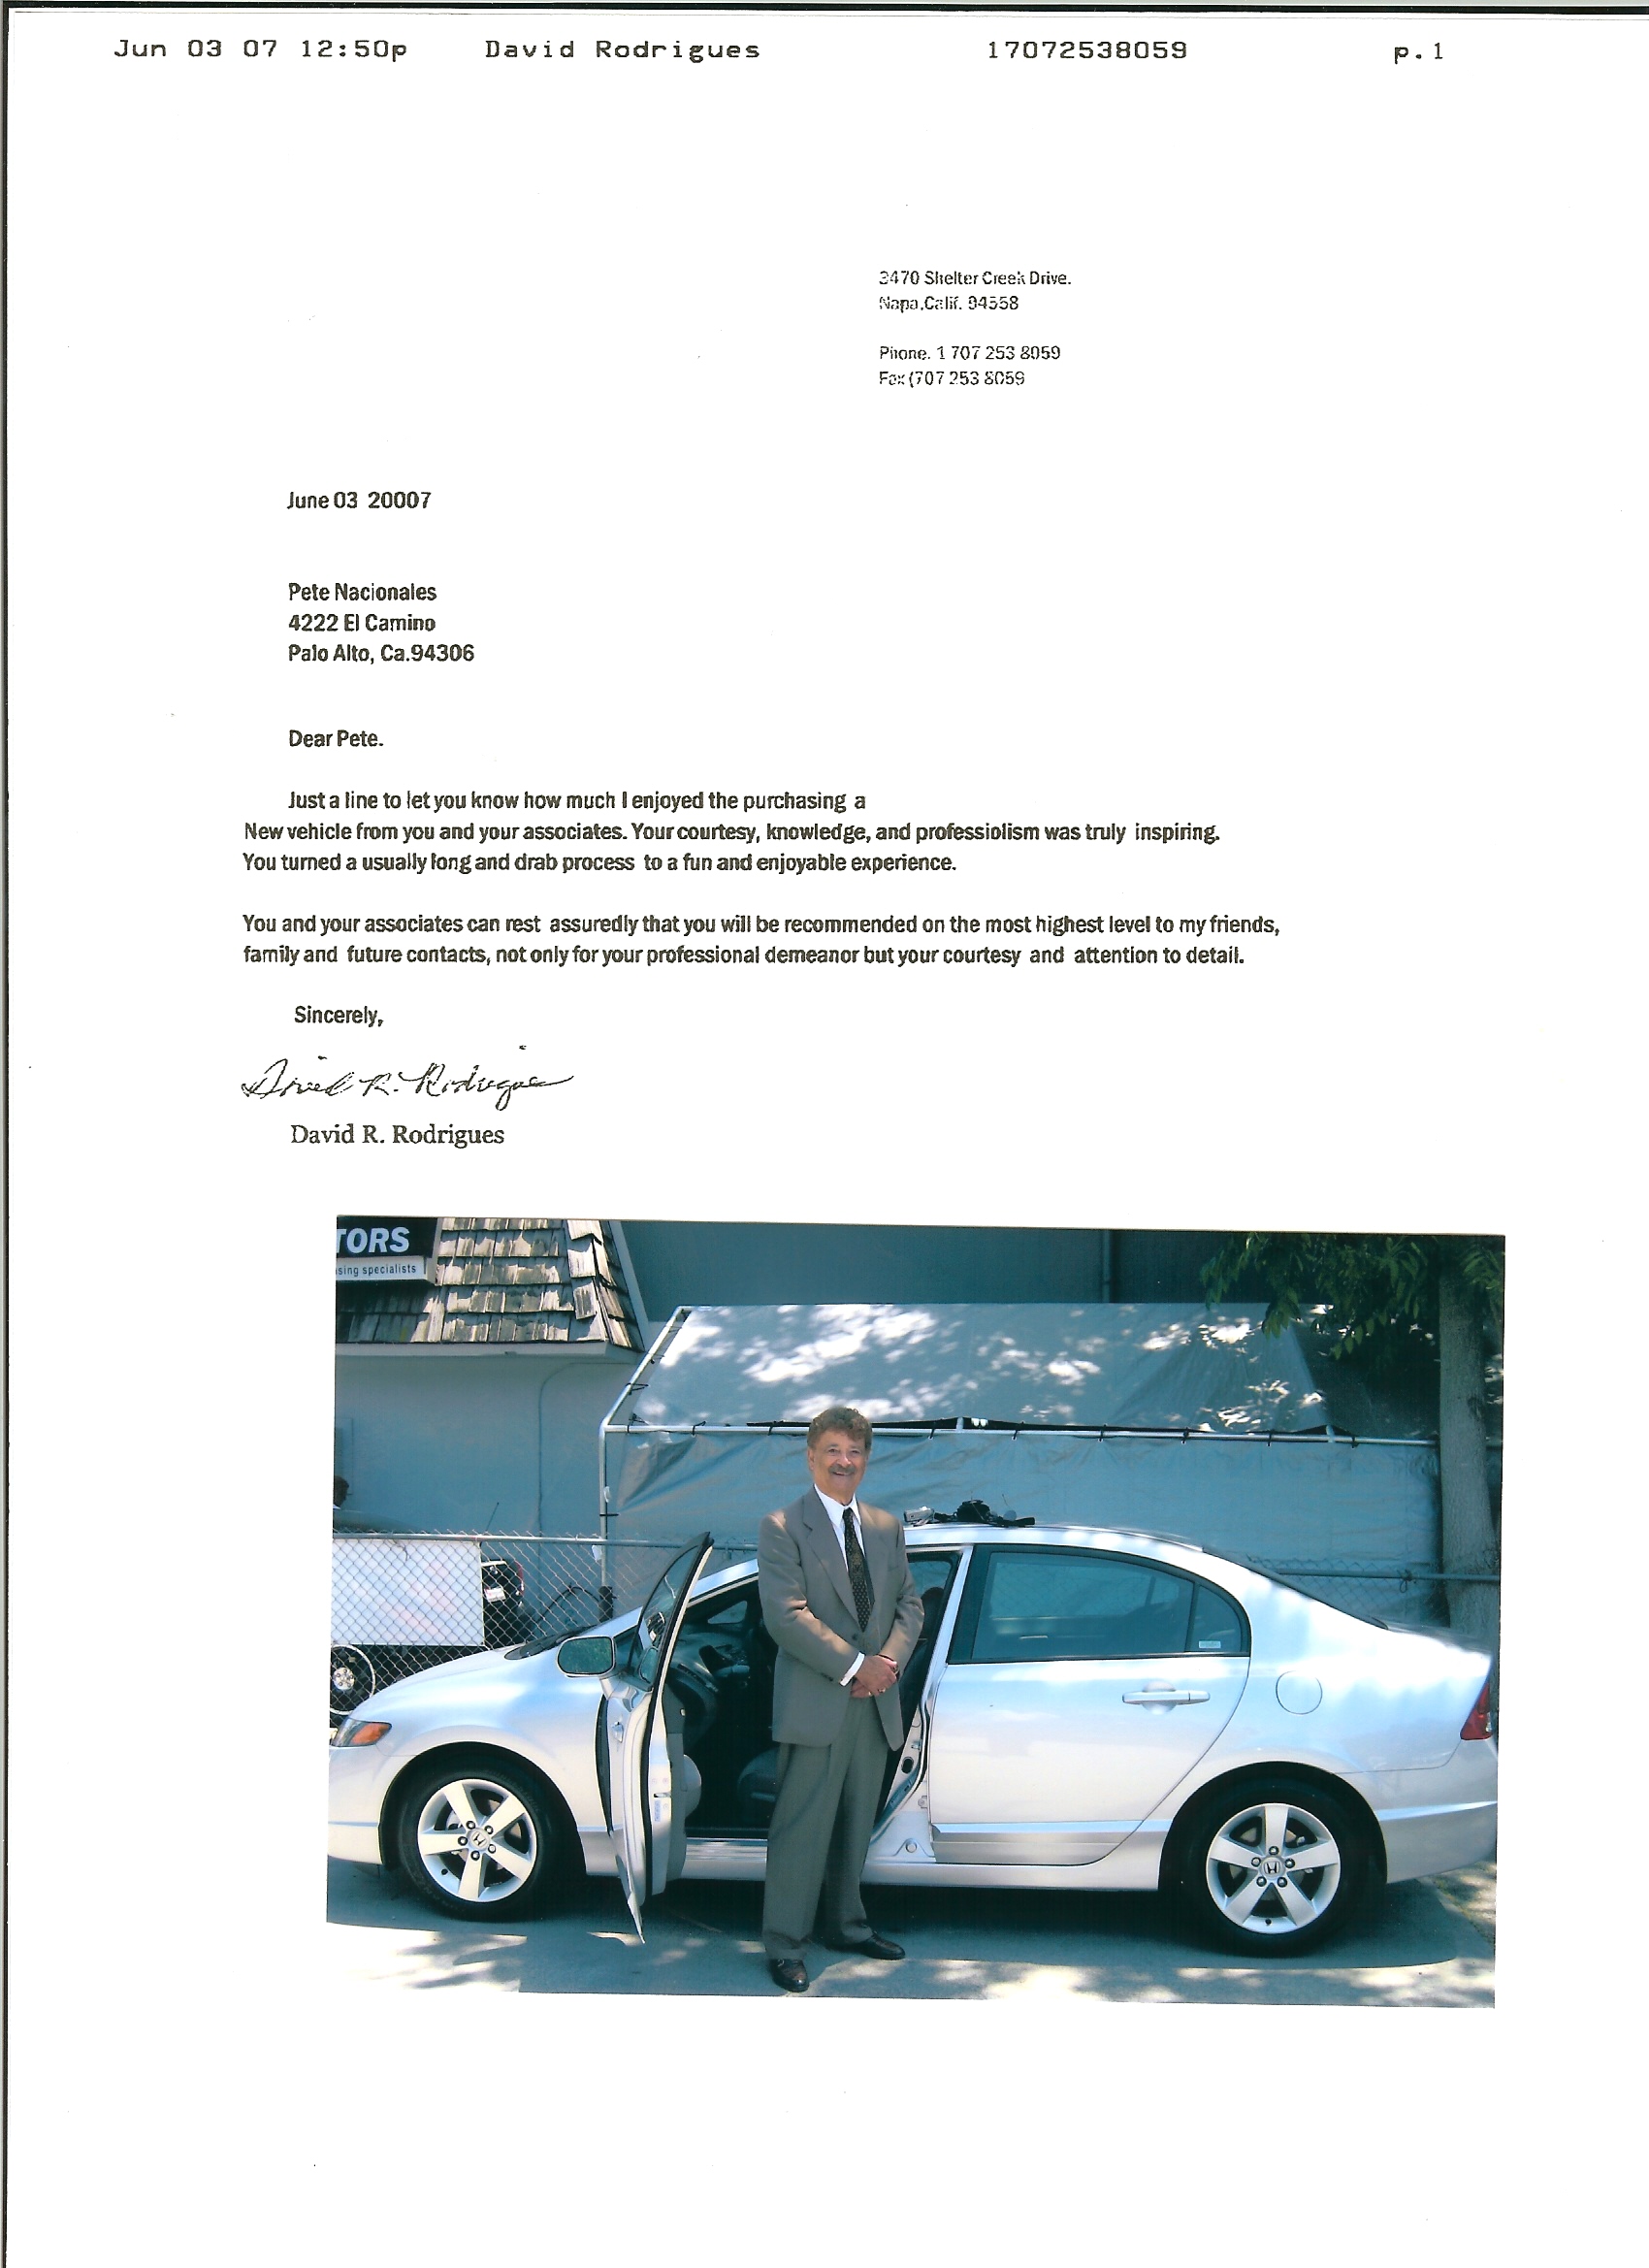 Jun 03 07 12:50p David Rodrigues 17072538059 p.1
3470 Shelter Creek Drive.
Napa,Calif. 94558
Phone. 1 707 253 8059
Fax (707 253 8059
June 03 20007
Pete Nacionales
4222 El Camino
Palo Alto, Ca.94306
Dear Pete.
Just a line to let you know how much I enjoyed the purchasing a
New vehicle from you and your associates. Your courtesy, knowledge, and professiolism was truly inspiring.
You turned a usually long and drab process to a fun and enjoyable experience.
You and your associates can rest assuredly that you will be recommended on the most highest level to my friends,
family and future contacts, not only for your professional demeanor but your courtesy and attention to detail.
Sincerely,
David R. Rodrigues
David R. Rodrigues
TORS
sing specialists